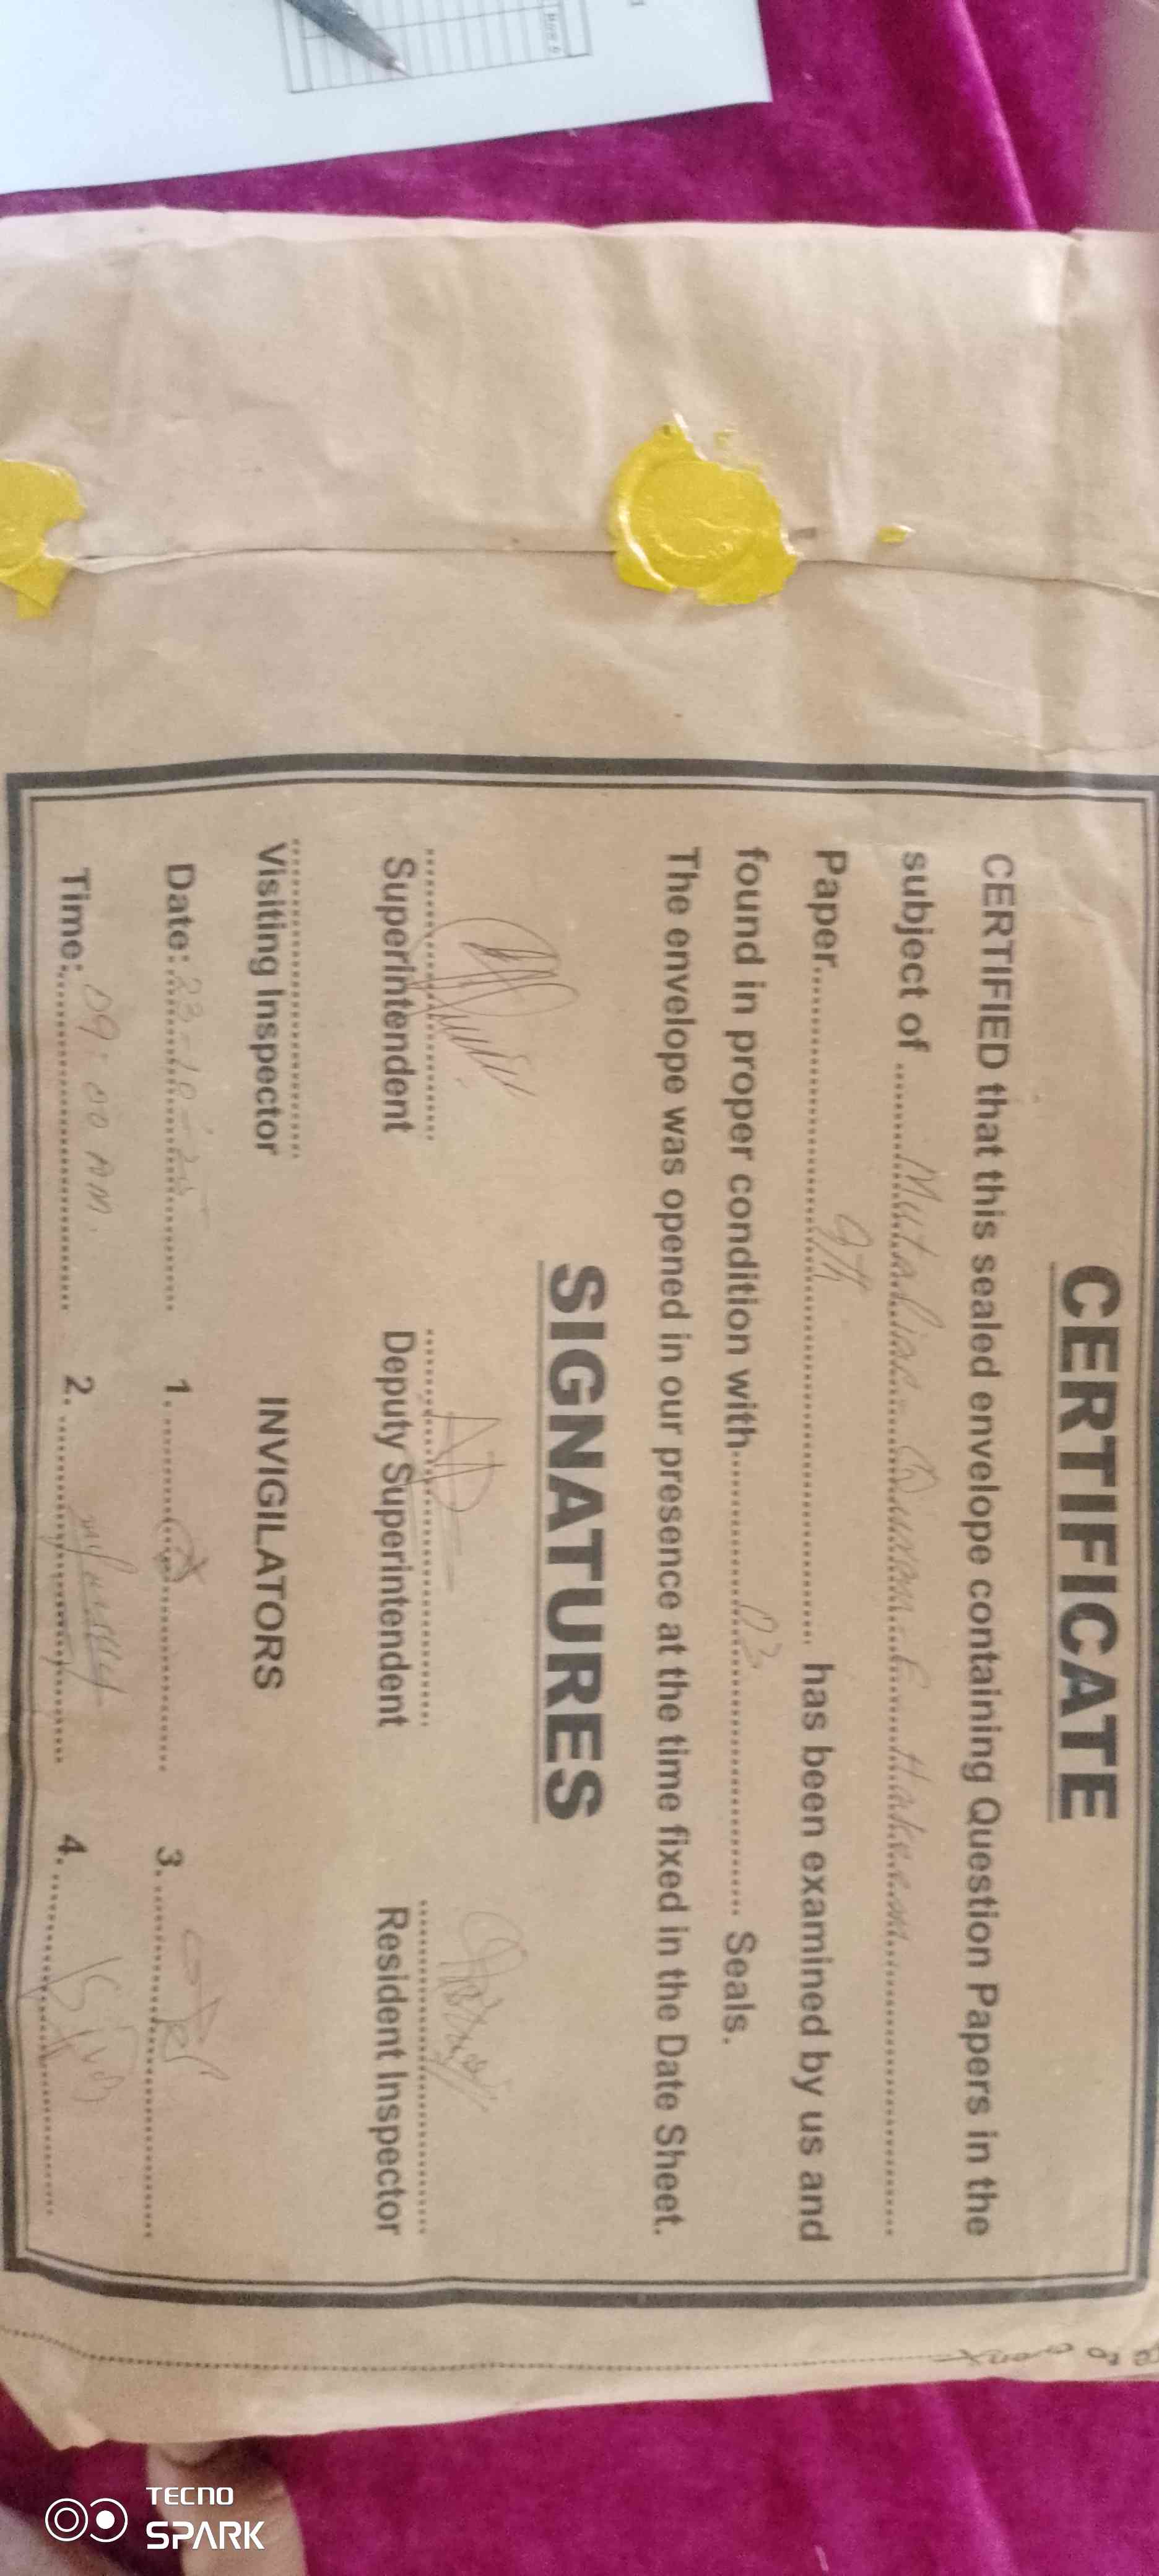 CERTIFICATE
CERTIFIED that this sealed envelope containing Question Papers in the
subject of ........ Mutalia-e-Quran-E-Hakeem ........
Paper........ 9th ........ has been examined by us and
found in proper condition with........ 03 ........ Seals.
The envelope was opened in our presence at the time fixed in the Date Sheet.
SIGNATURES
Superintendent Deputy Superintendent Resident Inspector
Visiting Inspector INVIGILATORS
Date: 23-10-25 1. 3.
Time: 09:00 AM. 2. 4.
TECNO
SPARK